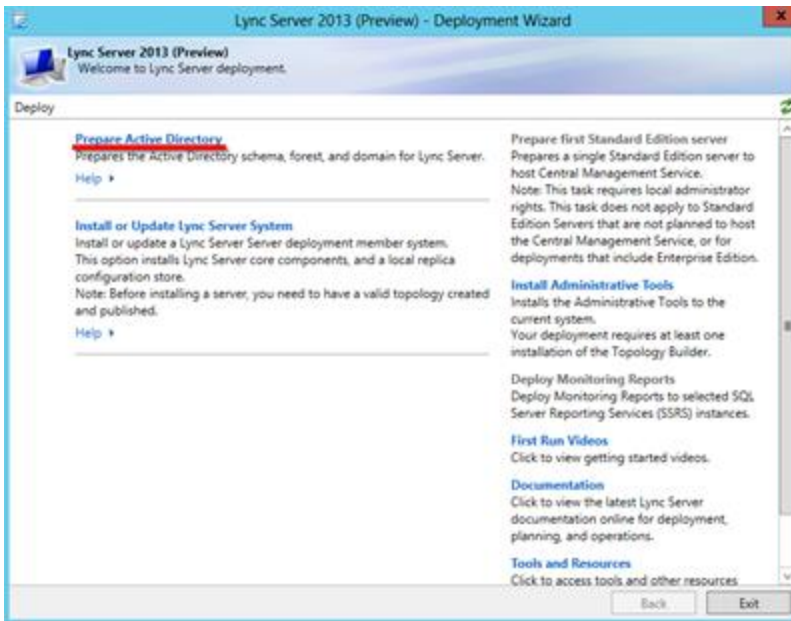 Lync Server 2013 (Preview) - Deployment Wizard
Lync Server 2013 (Preview)
Welcome to Lync Server deployment.
Deploy
Prepare Active Directory
Prepares the Active Directory schema, forest, and domain for Lync Server.
Help
Install or Update Lync Server System
Install or update a Lync Server Server deployment member system.
This option installs Lync Server core components, and a local replica
configuration store.
Note: Before installing a server, you need to have a valid topology created
and published.
Help
Prepare first Standard Edition server
Prepares a single Standard Edition server to
host Central Management Service.
Note: This task requires local administrator
rights. This task does not apply to Standard
Edition Servers that are not planned to host
the Central Management Service, or for
deployments that include Enterprise Edition.
Install Administrative Tools
Installs the Administrative Tools to the
current system.
Your deployment requires at least one
installation of the Topology Builder.
Deploy Monitoring Reports
Deploy Monitoring Reports to selected SQL
Server Reporting Services (SSRS) instances.
First Run Videos
Click to view getting started videos.
Documentation
Click to view the latest Lync Server
documentation online for deployment,
planning, and operations.
Tools and Resources
Click to access tools and other resources
Back
Exit